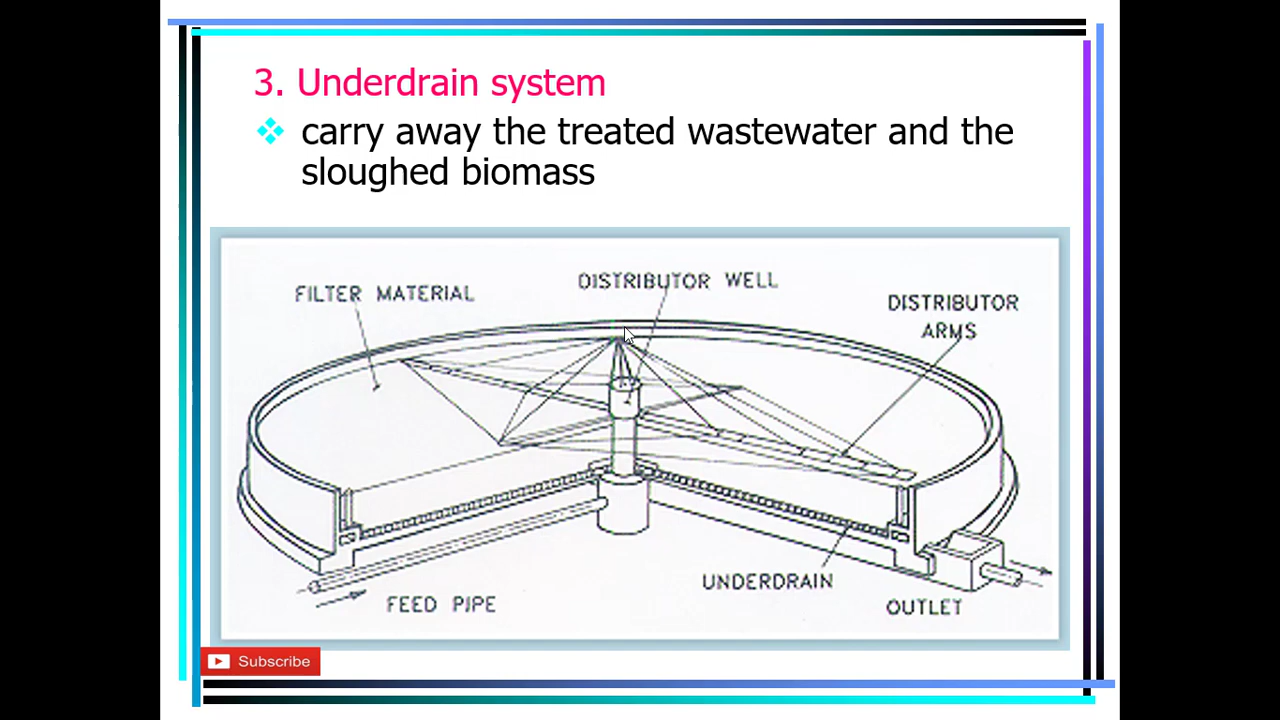 3. Underdrain system
carry away the treated wastewater and the
sloughed biomass
FILTER MATERIAL
DISTRIBUTOR WELL
DISTRIBUTOR
ARMS
UNDERDRAIN
FEED PIPE
OUTLET
Subscribe